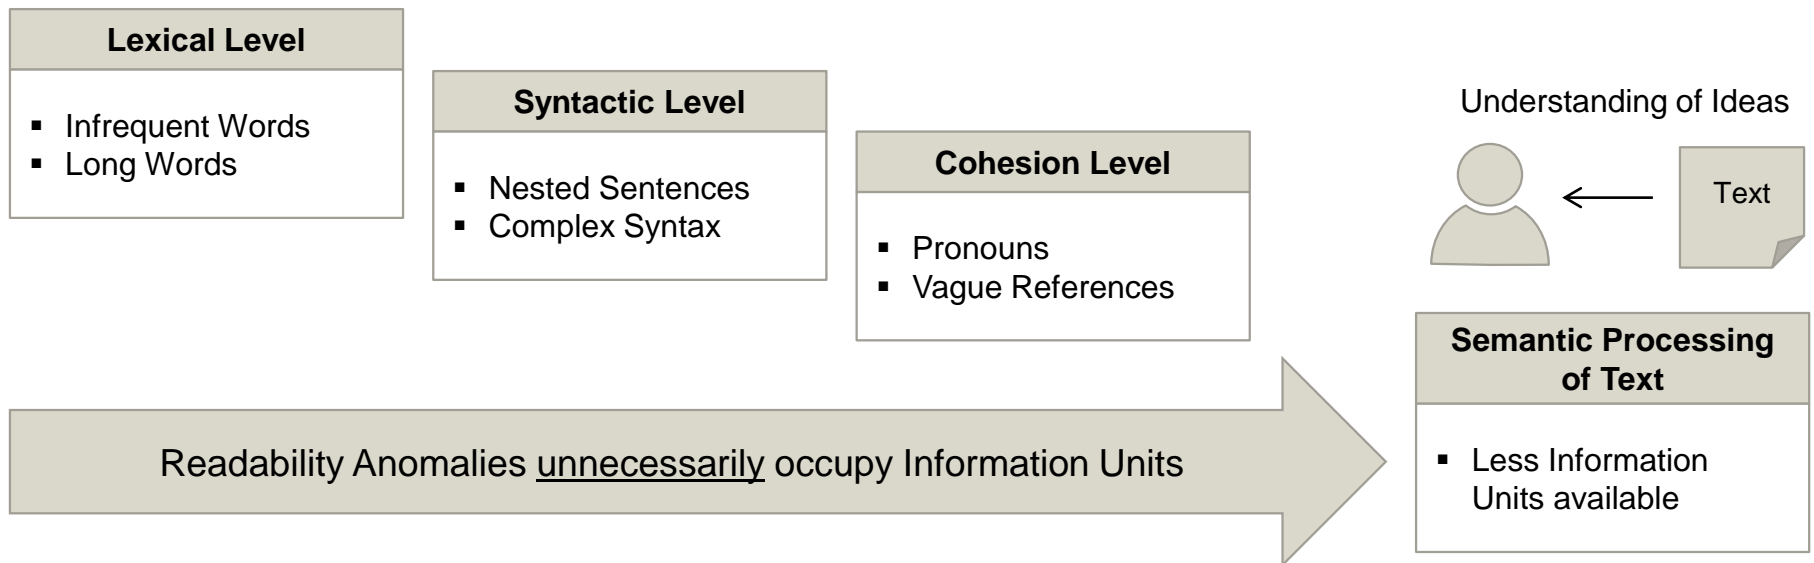 Lexical Level
▪ Infrequent Words
▪ Long Words
Syntactic Level
▪ Nested Sentences
▪ Complex Syntax
Cohesion Level
▪ Pronouns
▪ Vague References
Understanding of Ideas
Text
Readability Anomalies unnecessarily occupy Information Units
Semantic Processing
of Text
▪ Less Information
Units available